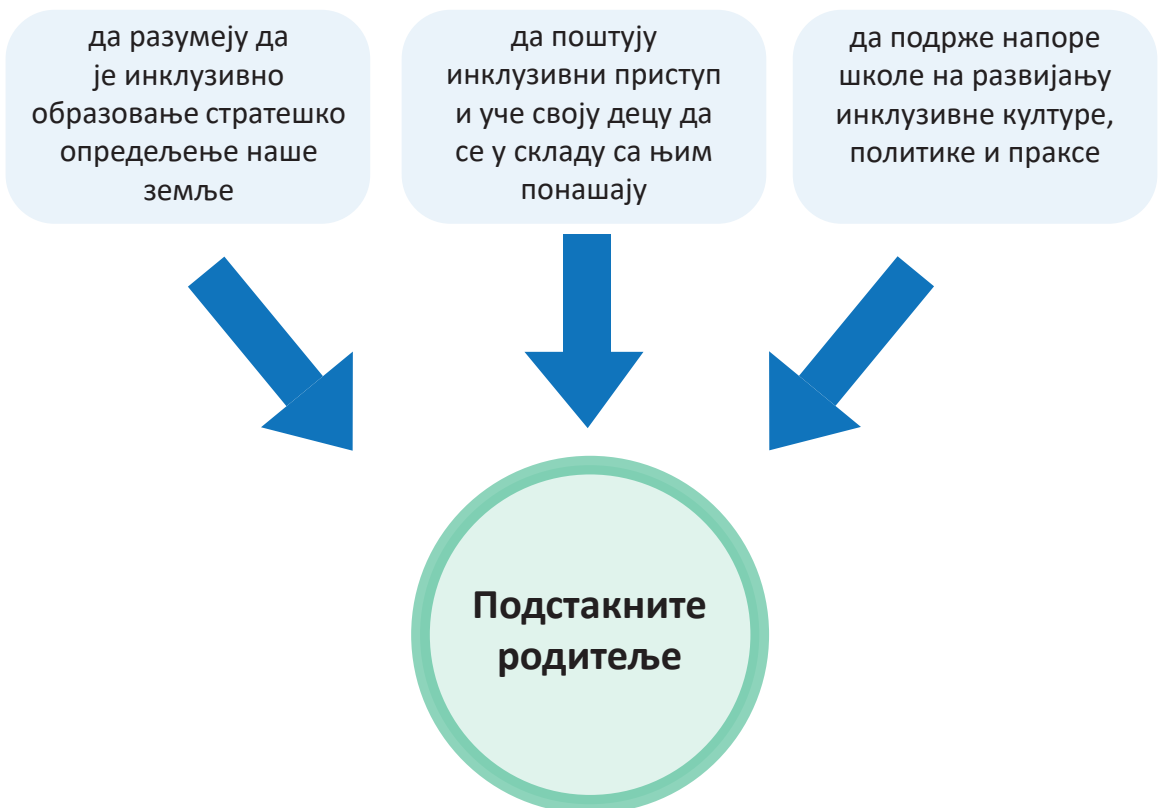 да разумеју да
је инклузивно
образовање стратешко
опредељење наше
земље
да поштују
инклузивни приступ
и уче своју децу да
се у складу са њим
понашају
да подрже напоре
школе на развијању
инклузивне културе,
политике и праксе
Подстакните
родитеље